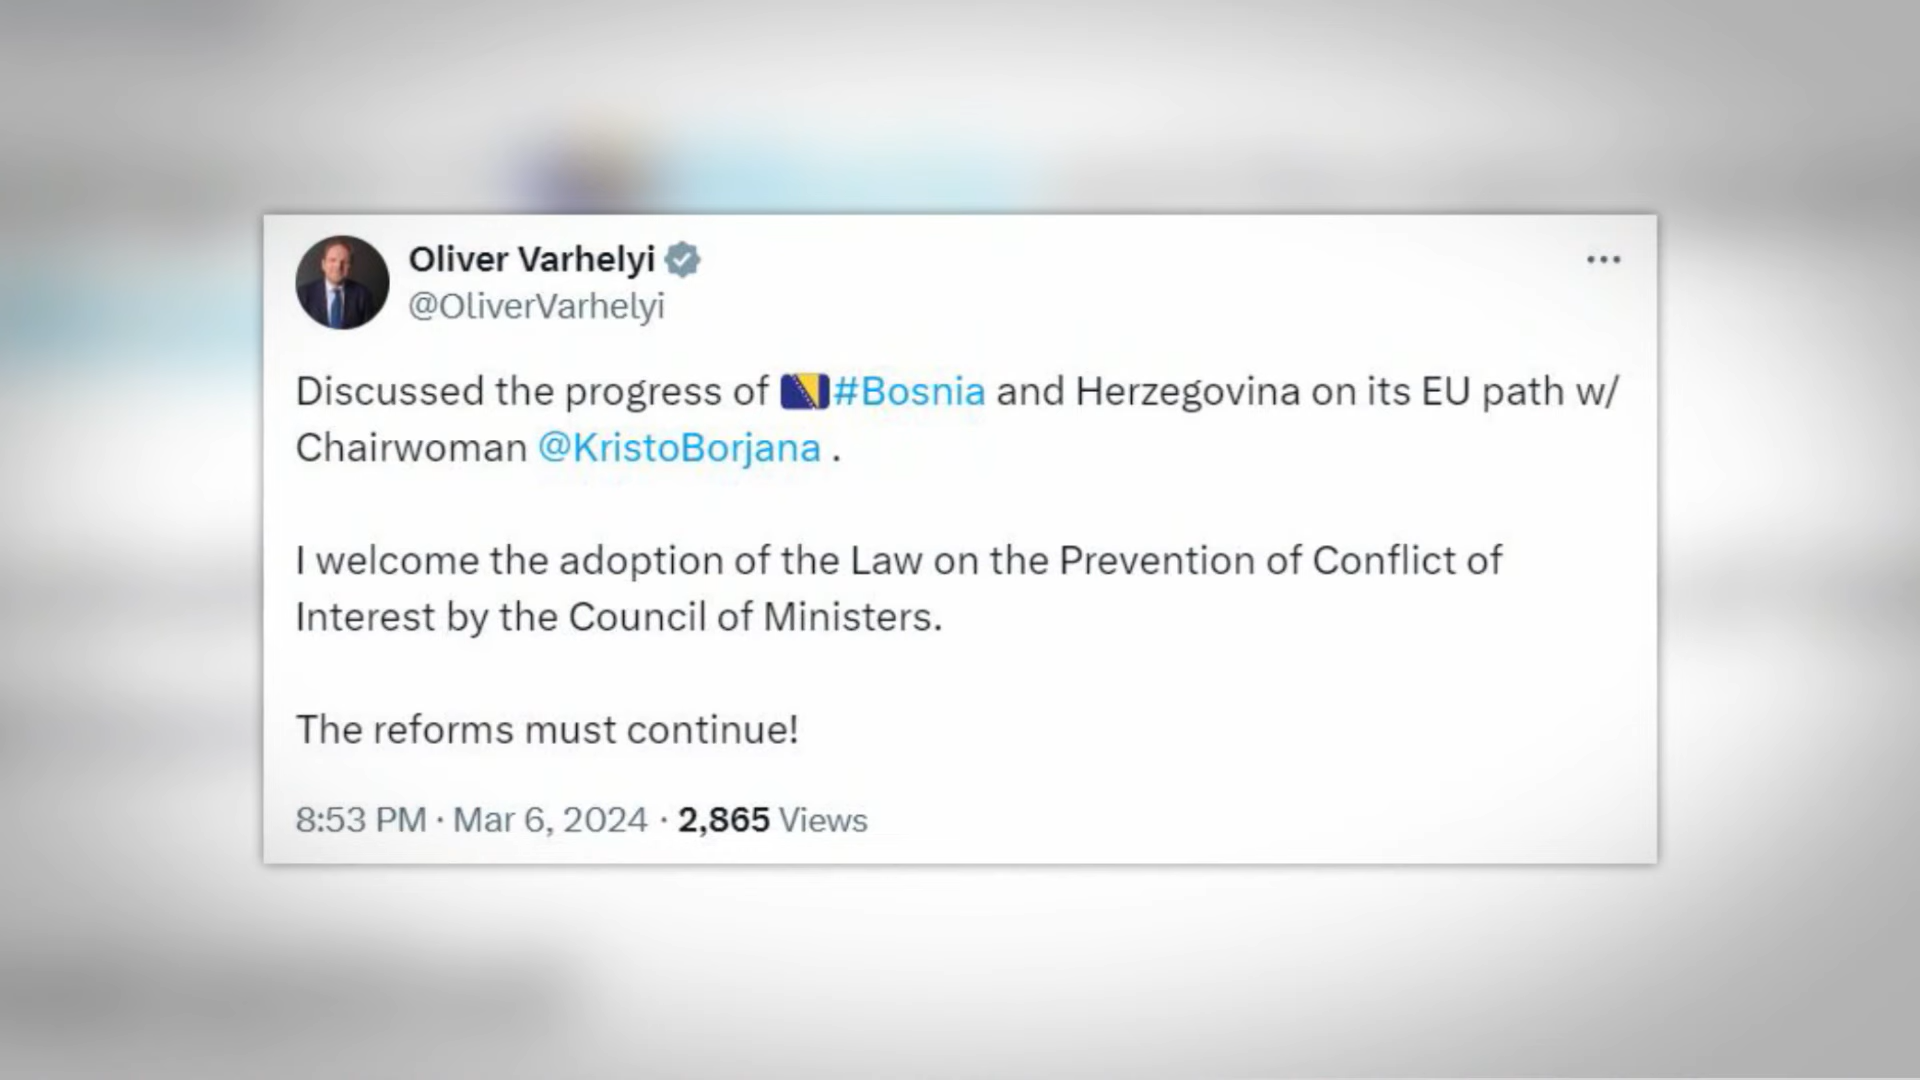 Oliver Varhelyi
@OliverVarhelyi
Discussed the progress of 🇧🇦#Bosnia and Herzegovina on its EU path w/
Chairwoman @KristoBorjana .
I welcome the adoption of the Law on the Prevention of Conflict of
Interest by the Council of Ministers.
The reforms must continue!
8:53 PM · Mar 6, 2024 · 2,865 Views